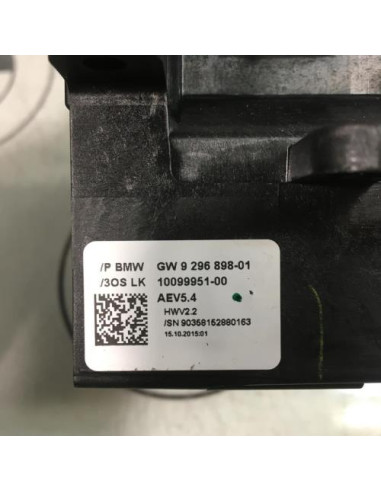 /P BMW GW 9 296 898-01
/3OS LK 10099951-00
AEV5.4
HWV2.2
/SN 90358152880163
15.10.2015:01